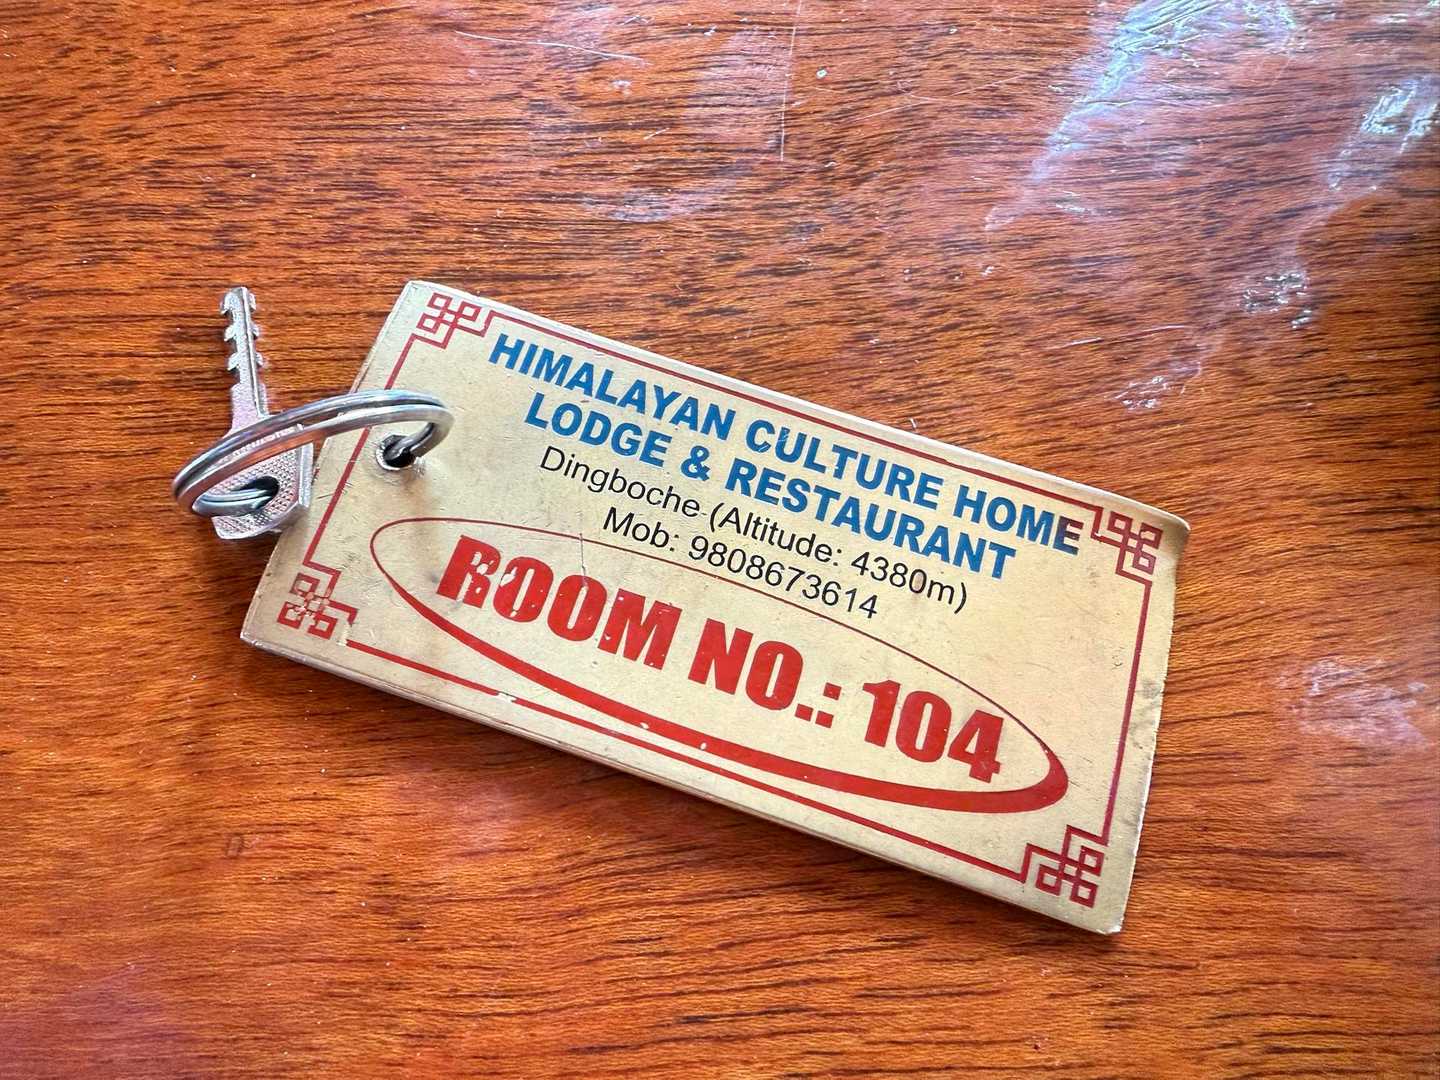 HIMALAYAN CULTURE HOME
LODGE & RESTAURANT
Dingboche (Altitude: 4380m)
Mob: 9808673614
ROOM NO.: 104